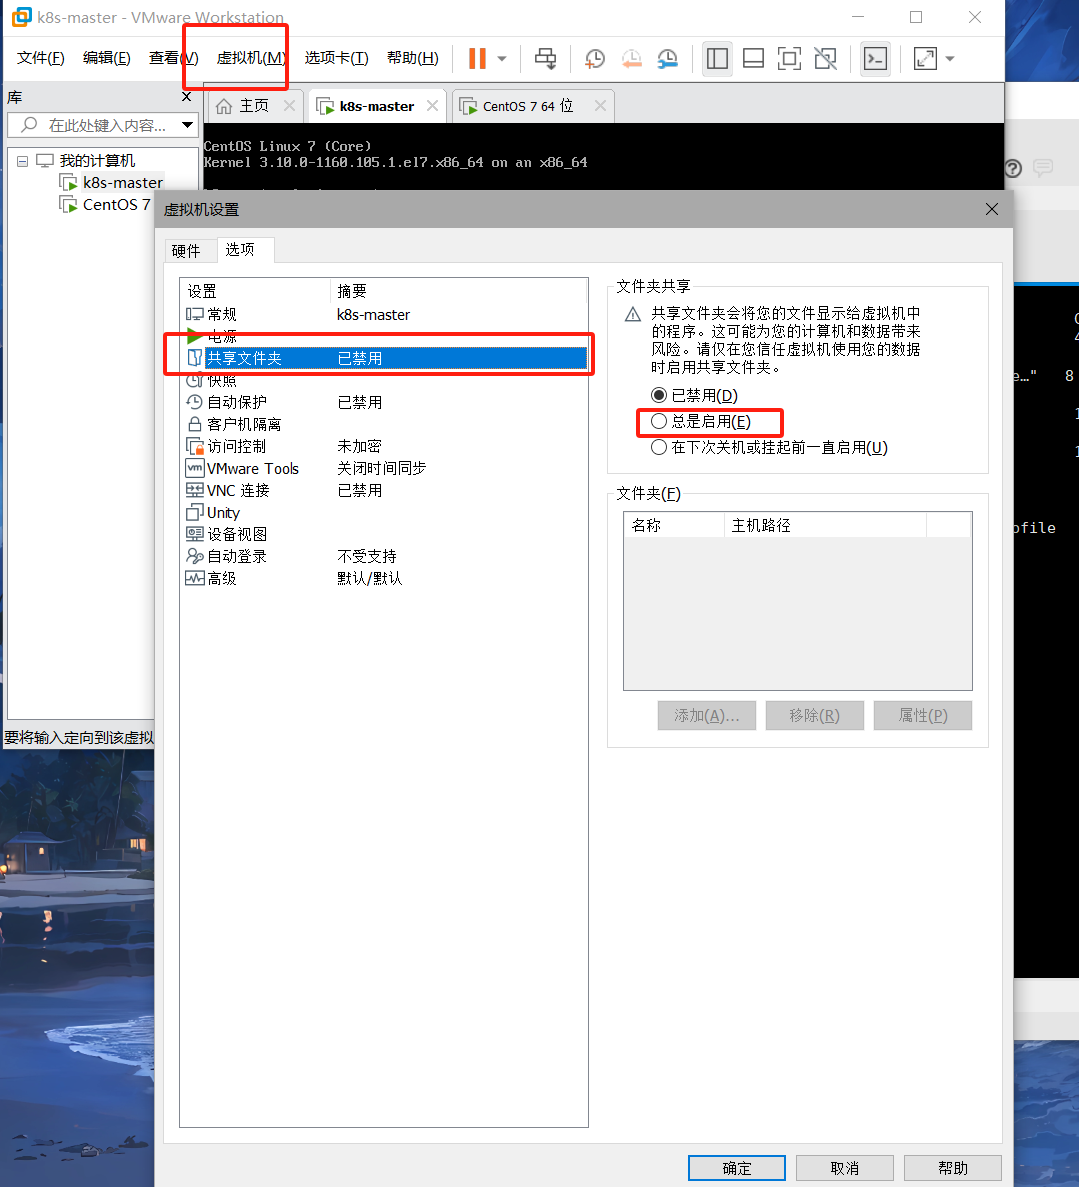 k8s-master - VMware Workstation
文件(F) 编辑(E) 查看(V) 虚拟机(M) 选项卡(T) 帮助(H)
库
在此处键入内容...
我的计算机
k8s-master
CentOS 7
主页 k8s-master CentOS 7 64 位
CentOS Linux 7 (Core)
Kernel 3.10.0-1160.105.1.el7.x86_64 on an x86_64
虚拟机设置
硬件 选项
设置 摘要
常规 k8s-master
电源
共享文件夹 已禁用
快照
自动保护 已禁用
客户机隔离
访问控制 未加密
VMware Tools 关闭时间同步
VNC 连接 已禁用
Unity
设备视图
自动登录 不受支持
高级 默认/默认
文件夹共享
共享文件夹会将您的文件显示给虚拟机中
的程序。这可能为您的计算机和数据带来
风险。请仅在您信任虚拟机使用您的数据
时启用共享文件夹。
已禁用(D)
总是启用(E)
在下次关机或挂起前一直启用(U)
文件夹(F)
名称 主机路径
添加(A)... 移除(R) 属性(P)
确定 取消 帮助
要将输入定向到该虚拟
e…" 8
ofile